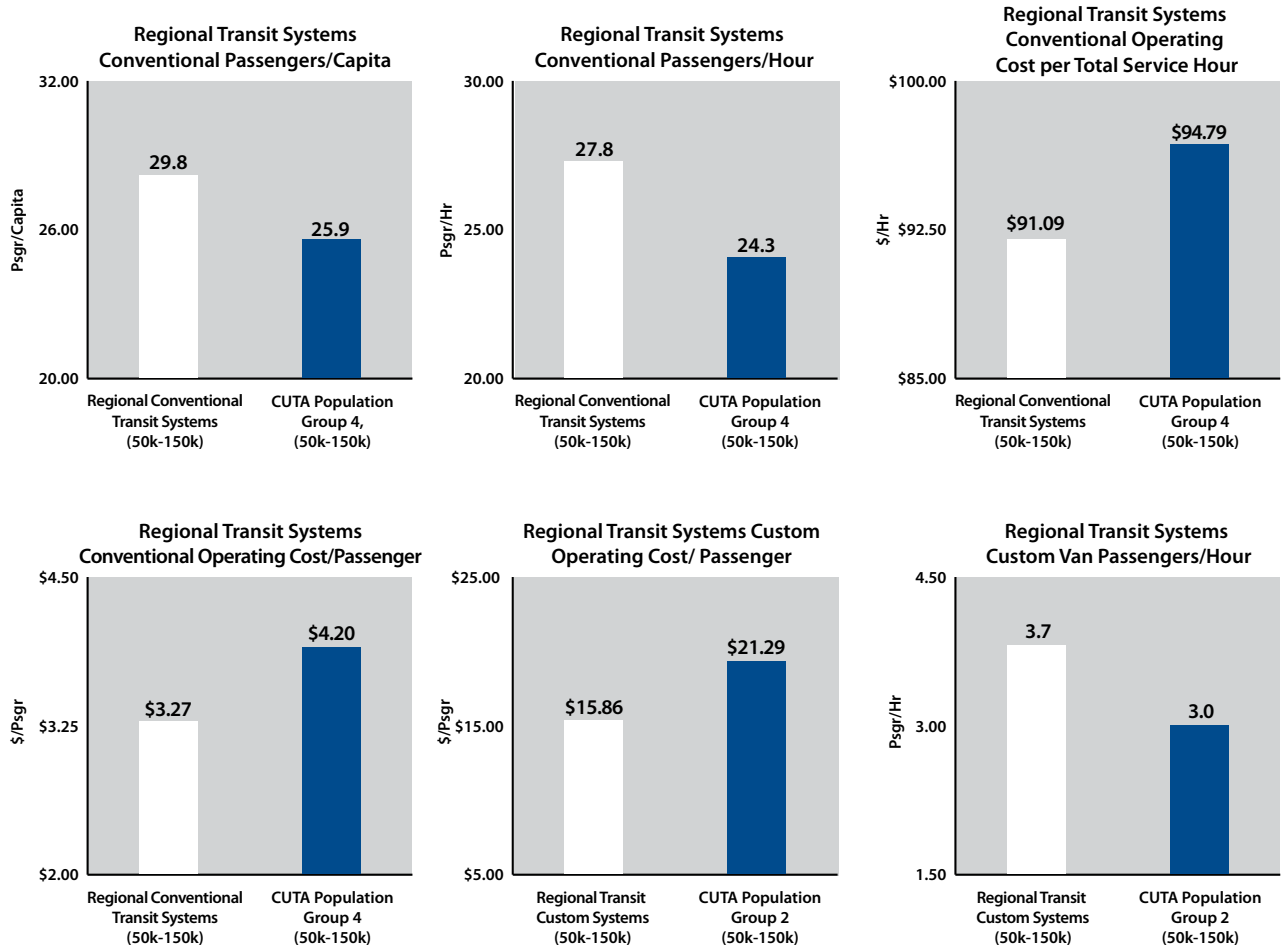 Regional Transit Systems
Conventional Passengers/Capita
32.00
26.00
20.00
Psgr/Capita
29.8
25.9
Regional Conventional
Transit Systems
(50k-150k)
CUTA Population
Group 4,
(50k-150k)
Regional Transit Systems
Conventional Passengers/Hour
30.00
25.00
20.00
Psgr/Hr
27.8
24.3
Regional Conventional
Transit Systems
(50k-150k)
CUTA Population
Group 4
(50k-150k)
Regional Transit Systems
Conventional Operating
Cost per Total Service Hour
$100.00
$92.50
$85.00
$/Hr
$91.09
$94.79
Regional Conventional
Transit Systems
(50k-150k)
CUTA Population
Group 4
(50k-150k)
Regional Transit Systems
Conventional Operating Cost/Passenger
$4.50
$3.25
$2.00
$/Psgr
$3.27
$4.20
Regional Conventional
Transit Systems
(50k-150k)
CUTA Population
Group 4
(50k-150k)
Regional Transit Systems Custom
Operating Cost/ Passenger
$25.00
$15.00
$5.00
$/Psgr
$15.86
$21.29
Regional Transit
Custom Systems
(50k-150k)
CUTA Population
Group 2
(50k-150k)
Regional Transit Systems
Custom Van Passengers/Hour
4.50
3.00
1.50
Psgr/Hr
3.7
3.0
Regional Transit
Custom Systems
(50k-150k)
CUTA Population
Group 2
(50k-150k)